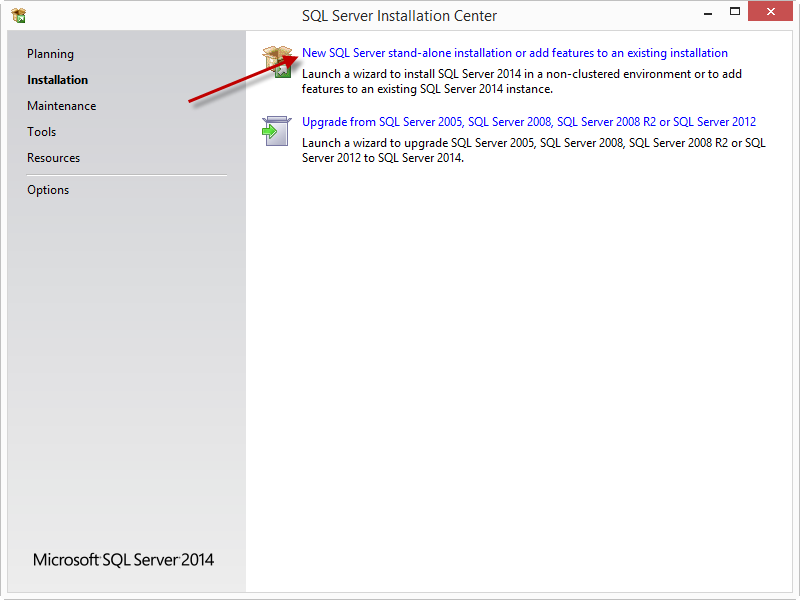 SQL Server Installation Center
Planning
Installation
Maintenance
Tools
Resources
Options
New SQL Server stand-alone installation or add features to an existing installation
Launch a wizard to install SQL Server 2014 in a non-clustered environment or to add
features to an existing SQL Server 2014 instance.
Upgrade from SQL Server 2005, SQL Server 2008, SQL Server 2008 R2 or SQL Server 2012
Launch a wizard to upgrade SQL Server 2005, SQL Server 2008, SQL Server 2008 R2 or SQL
Server 2012 to SQL Server 2014.
Microsoft SQL Server 2014